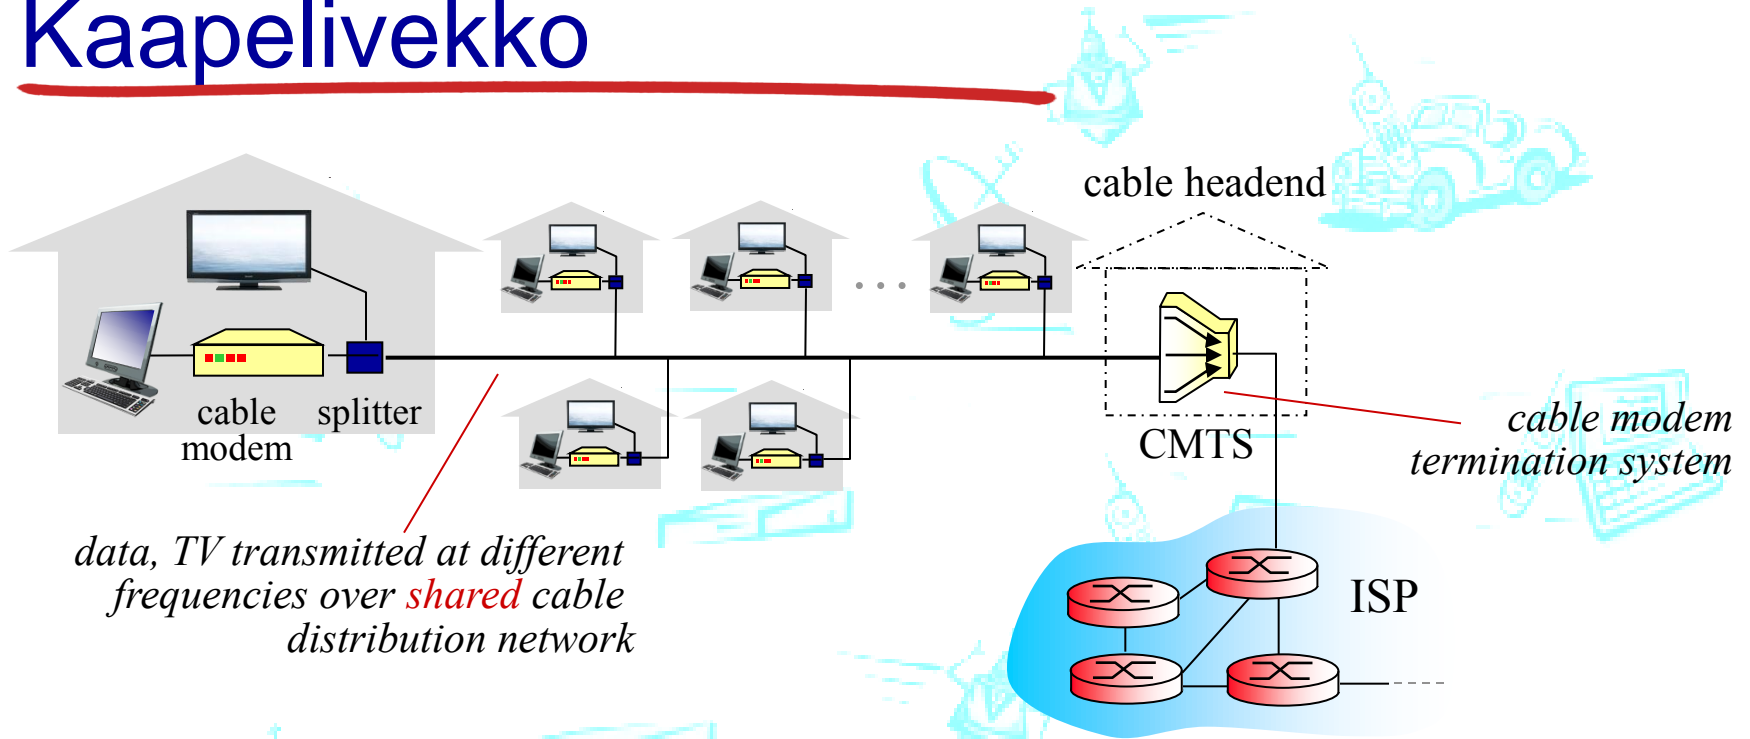 Kaapelivekko
cable headend
cable
modem
splitter
CMTS
cable modem
termination system
data, TV transmitted at different
frequencies over shared cable
distribution network
ISP